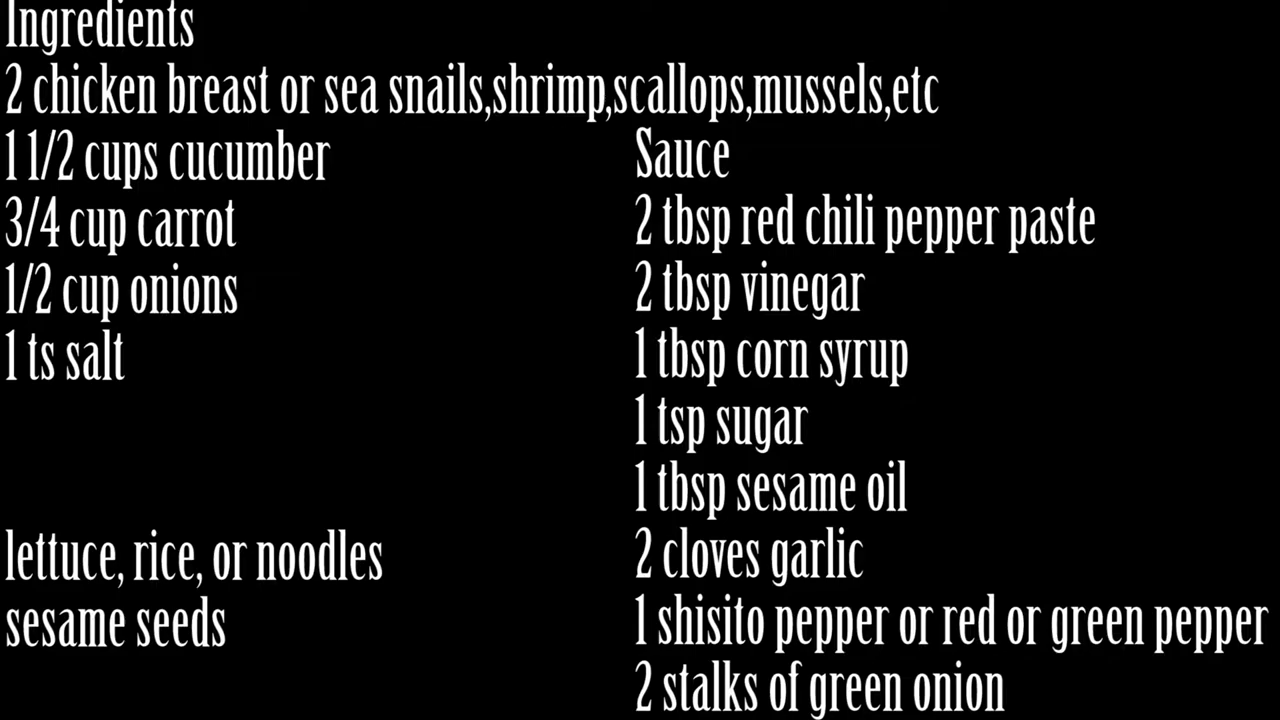 Ingredients
2 chicken breast or sea snails,shrimp,scallops,mussels,etc
1 1/2 cups cucumber
3/4 cup carrot
1/2 cup onions
1 ts salt
lettuce, rice, or noodles
sesame seeds
Sauce
2 tbsp red chili pepper paste
2 tbsp vinegar
1 tbsp corn syrup
1 tsp sugar
1 tbsp sesame oil
2 cloves garlic
1 shisito pepper or red or green pepper
2 stalks of green onion